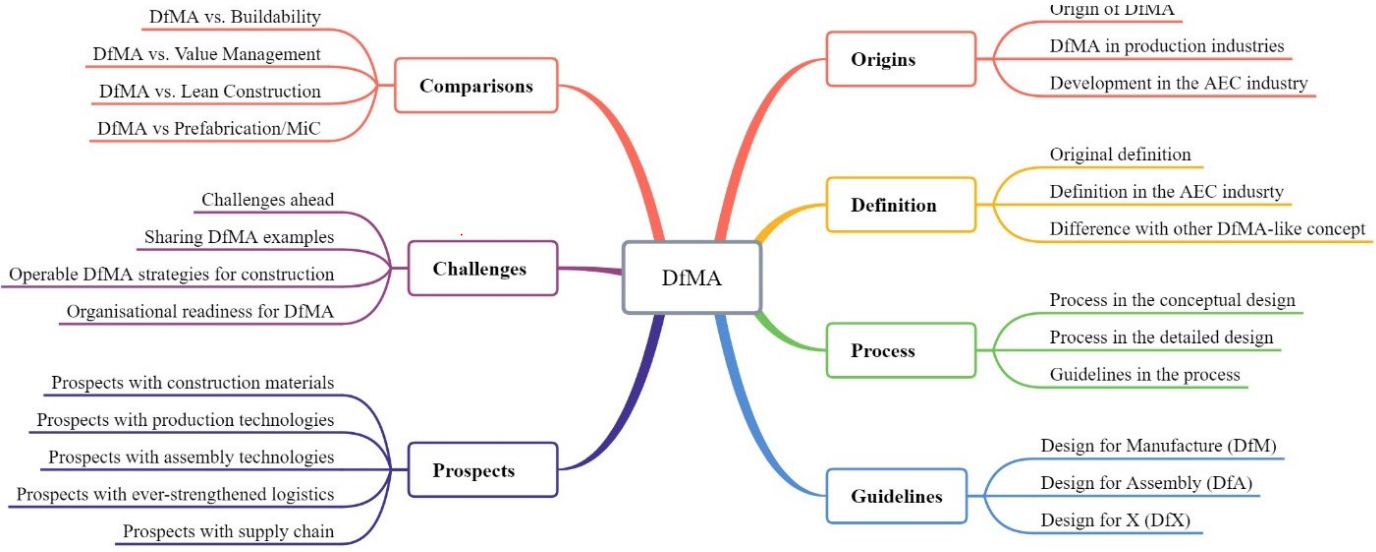 DfMA vs. Buildability
DfMA vs. Value Management
DfMA vs. Lean Construction
DfMA vs Prefabrication/MiC
Comparisons
Challenges ahead
Sharing DfMA examples
Operable DfMA strategies for construction
Organisational readiness for DfMA
Challenges
Prospects with construction materials
Prospects with production technologies
Prospects with assembly technologies
Prospects with ever-strengthened logistics
Prospects with supply chain
Prospects
DfMA
Origins
Origin of DfMA
DfMA in production industries
Development in the AEC industry
Definition
Original definition
Definition in the AEC indusrty
Difference with other DfMA-like concept
Process
Process in the conceptual design
Process in the detailed design
Guidelines in the process
Guidelines
Design for Manufacture (DfM)
Design for Assembly (DfA)
Design for X (DfX)